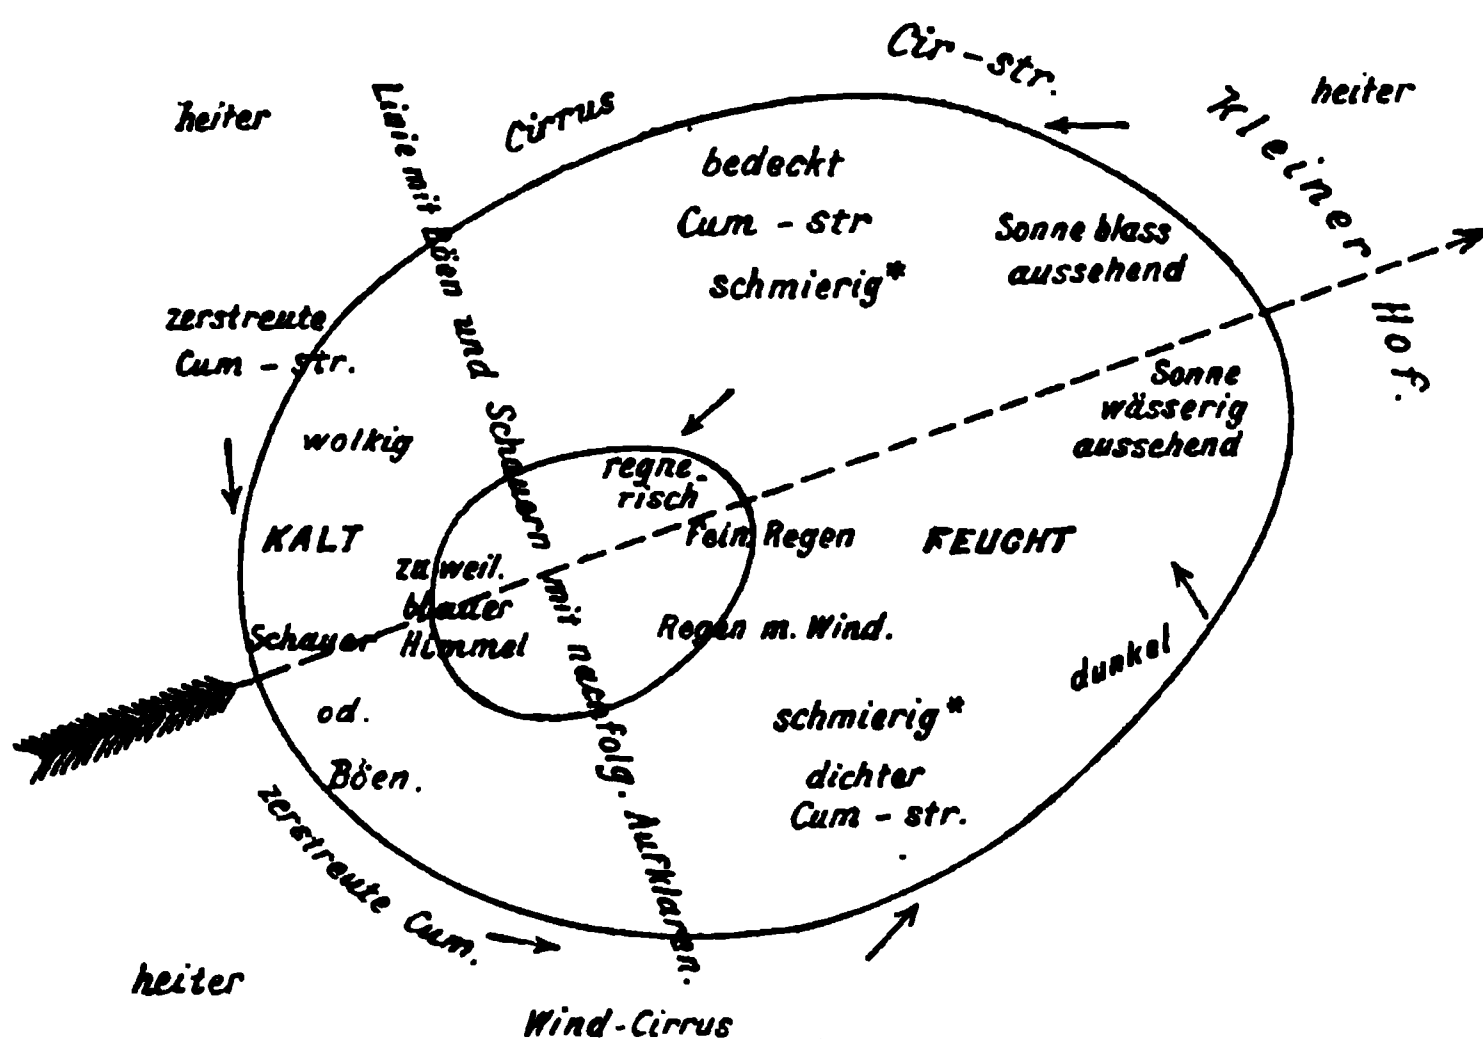 Cir-str.
heiter
Kleiner Hof.
heiter
Cirrus
Linie mit Böen und Schauern mit nachfolg. Aufklaren.
bedeckt
Cum - str
schmierig*
Sonne blass
aussehend
zerstreute
Cum - str.
Sonne
wässerig
aussehend
wolkig
regne-
risch
KALT
Fein Regen
FEUCHT
zuweil.
blauer
Himmel
Schauer
od.
Böen.
Regen m. Wind.
dunkel
schmierig*
dichter
Cum - str.
zerstreute Cum.
heiter
Wind-Cirrus